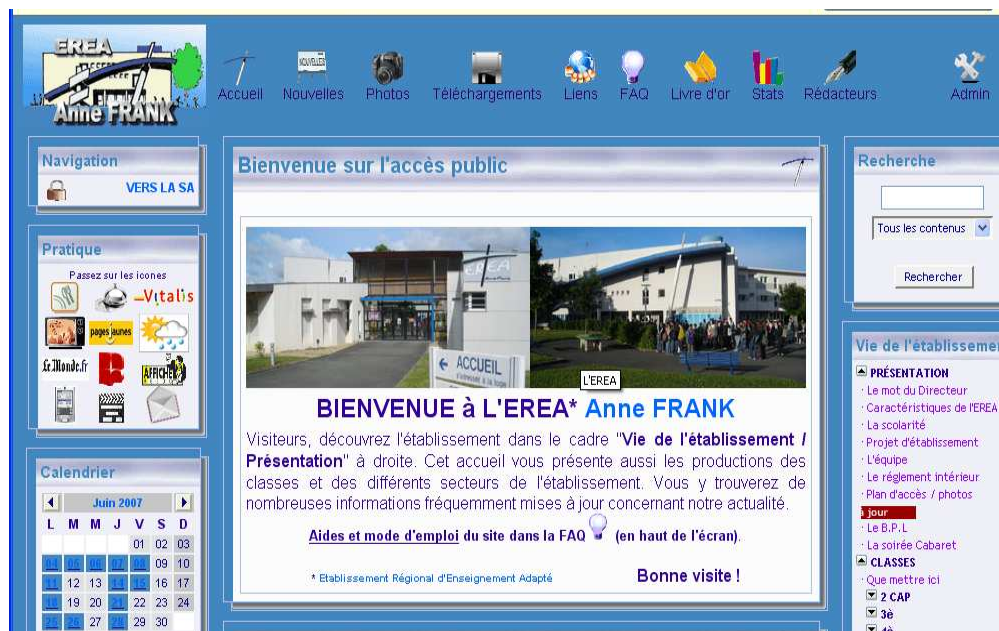 EREA
Anne FRANK
Accueil Nouvelles Photos Téléchargements Liens FAQ Livre d'or Stats Rédacteurs Admin
Navigation
VERS LA SA
Pratique
Passez sur les icones
Vitalis
pages jaunes
Le Monde.fr
AFFICHE
Calendrier
Juin 2007
L M M J V S D
01 02 03
04 05 06 07 08 09 10
11 12 13 14 15 16 17
18 19 20 21 22 23 24
25 26 27 28 29 30
Bienvenue sur l'accès public
EREA
ACCUEIL
L'EREA
BIENVENUE à L'EREA* Anne FRANK
Visiteurs, découvrez l'établissement dans le cadre "Vie de l'établissement /
Présentation" à droite. Cet accueil vous présente aussi les productions des
classes et des différents secteurs de l'établissement. Vous y trouverez de
nombreuses informations fréquemment mises à jour concernant notre actualité.
Aides et mode d'emploi du site dans la FAQ (en haut de l'écran).
* Etablissement Régional d'Enseignement Adapté
Bonne visite !
Recherche
Tous les contenus
Rechercher
Vie de l'établisseme
PRÉSENTATION
· Le mot du Directeur
· Caractéristiques de l'EREA
· La scolarité
· Projet d'établissement
· L'équipe
· Le réglement intérieur
· Plan d'accès / photos
à jour
· Le B.P.L
· La soirée Cabaret
CLASSES
· Que mettre ici
2 CAP
3è
4è